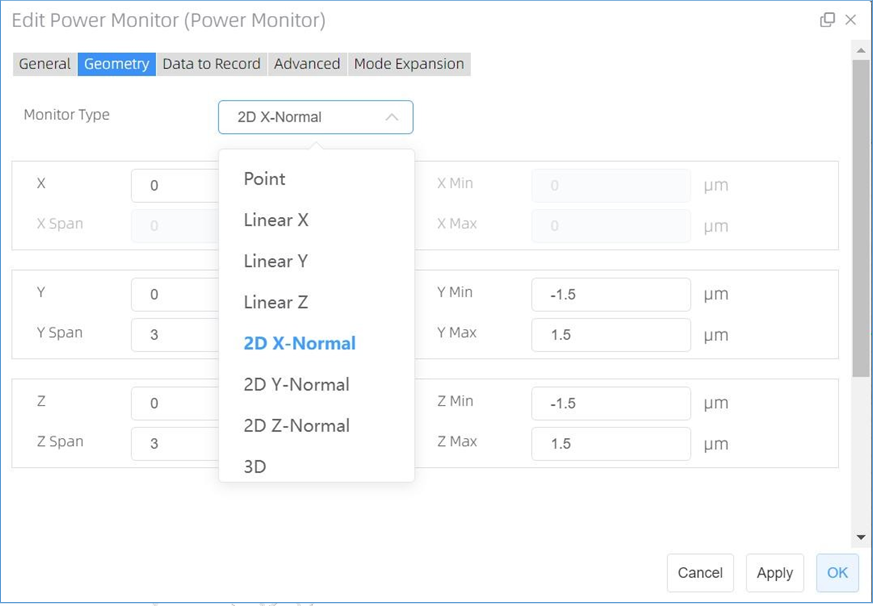 Edit Power Monitor (Power Monitor)
General Geometry Data to Record Advanced Mode Expansion
Monitor Type 2D X-Normal
Point
Linear X
Linear Y
Linear Z
2D X-Normal
2D Y-Normal
2D Z-Normal
3D
X 0 X Min 0 μm
X Span 0 X Max 0 μm
Y 0 Y Min -1.5 μm
Y Span 3 Y Max 1.5 μm
Z 0 Z Min -1.5 μm
Z Span 3 Z Max 1.5 μm
Cancel Apply OK